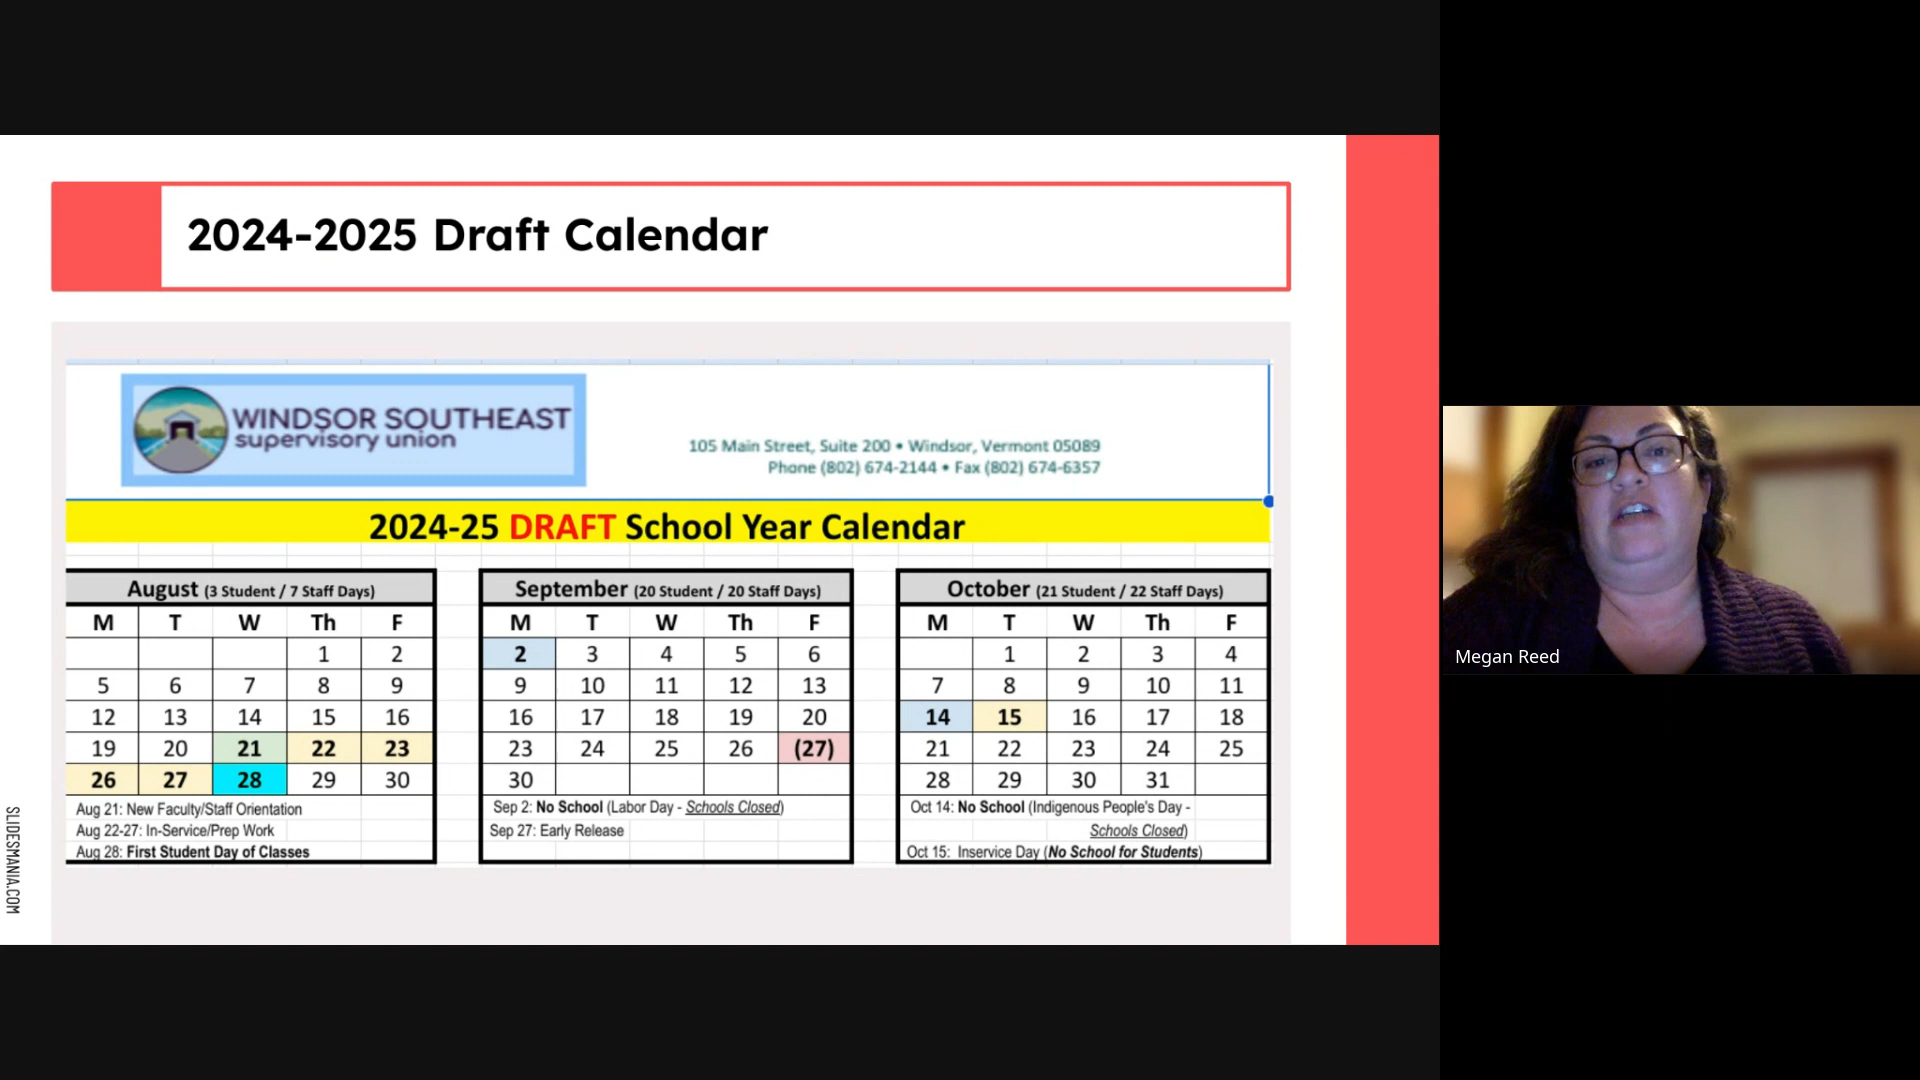 2024-2025 Draft Calendar
WINDSOR SOUTHEAST
supervisory union
105 Main Street, Suite 200 • Windsor, Vermont 05089
Phone (802) 674-2144 • Fax (802) 674-6357
2024-25 DRAFT School Year Calendar
August (3 Student / 7 Staff Days)
M T W Th F
1 2
5 6 7 8 9
12 13 14 15 16
19 20 21 22 23
26 27 28 29 30
Aug 21: New Faculty/Staff Orientation
Aug 22-27: In-Service/Prep Work
Aug 28: First Student Day of Classes
September (20 Student / 20 Staff Days)
M T W Th F
2 3 4 5 6
9 10 11 12 13
16 17 18 19 20
23 24 25 26 (27)
30
Sep 2: No School (Labor Day - Schools Closed)
Sep 27: Early Release
October (21 Student / 22 Staff Days)
M T W Th F
1 2 3 4
7 8 9 10 11
14 15 16 17 18
21 22 23 24 25
28 29 30 31
Oct 14: No School (Indigenous People's Day -
Schools Closed)
Oct 15: Inservice Day (No School for Students)
SLIDESMANIA.COM
Megan Reed